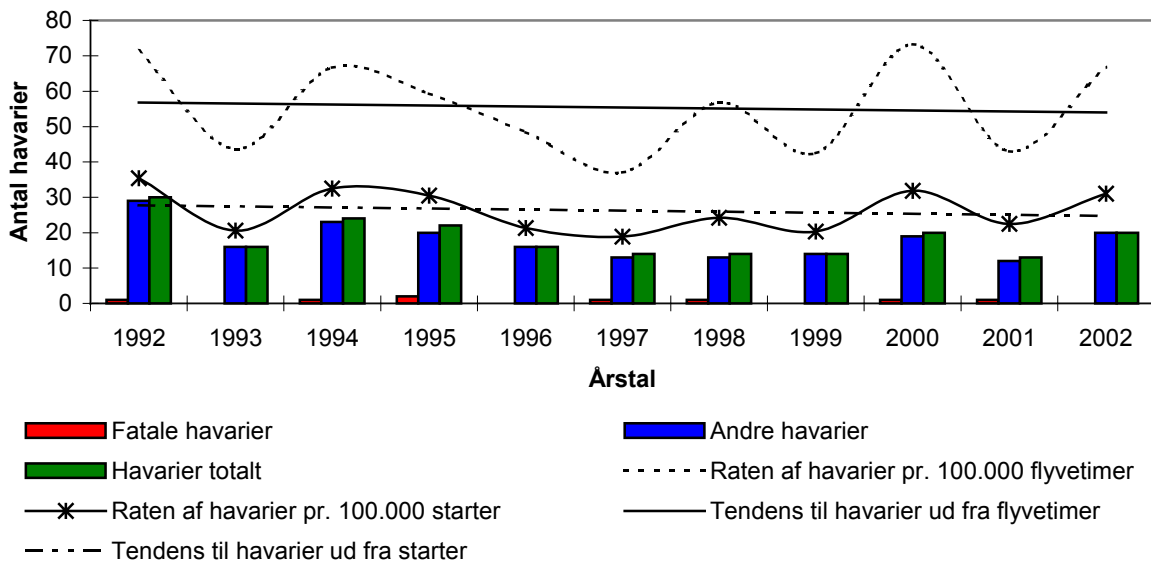 Antal havarier
80
70
60
50
40
30
20
10
0
1992 1993 1994 1995 1996 1997 1998 1999 2000 2001 2002
Årstal
Fatale havarier Andre havarier
Havarier totalt Raten af havarier pr. 100.000 flyvetimer
Raten af havarier pr. 100.000 starter Tendens til havarier ud fra flyvetimer
Tendens til havarier ud fra starter